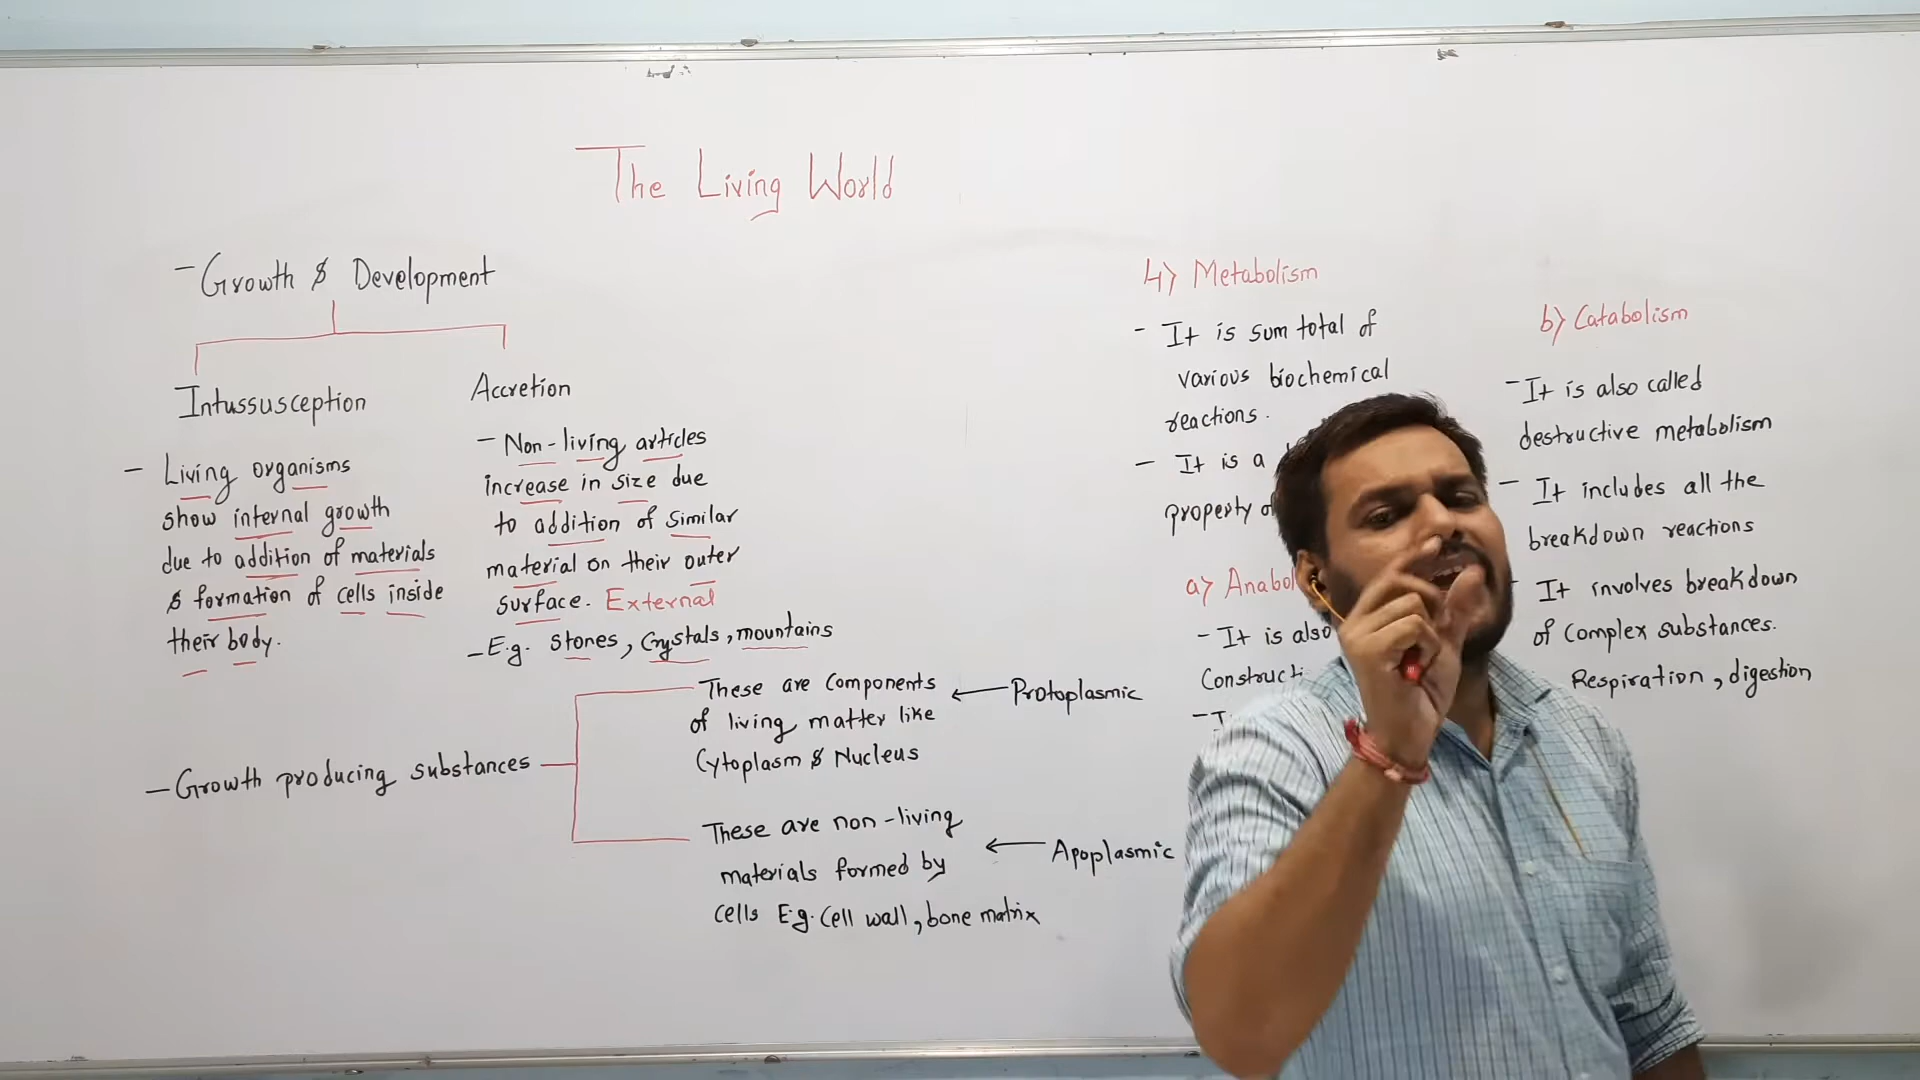 The Living World
- Growth & Development
Intussusception
- Living organisms
show internal growth
due to addition of materials
& formation of cells inside
their body.
Accretion
- Non-living articles
increase in size due
to addition of similar
material on their outer
surface. External
- E.g. stones, Crystals, mountains
- Growth producing substances
These are components
of living matter like
Cytoplasm & Nucleus
← Protoplasmic
These are non-living
materials formed by
cells E.g. Cell wall, bone matrix
← Apoplasmic
4) Metabolism
- It is sum total of
various biochemical
reactions.
- It is a
property
a) Anabol
- It is also
Constructi
b) Catabolism
- It is also called
destructive metabolism
- It includes all the
breakdown reactions
It involves breakdown
of complex substances.
Respiration, digestion